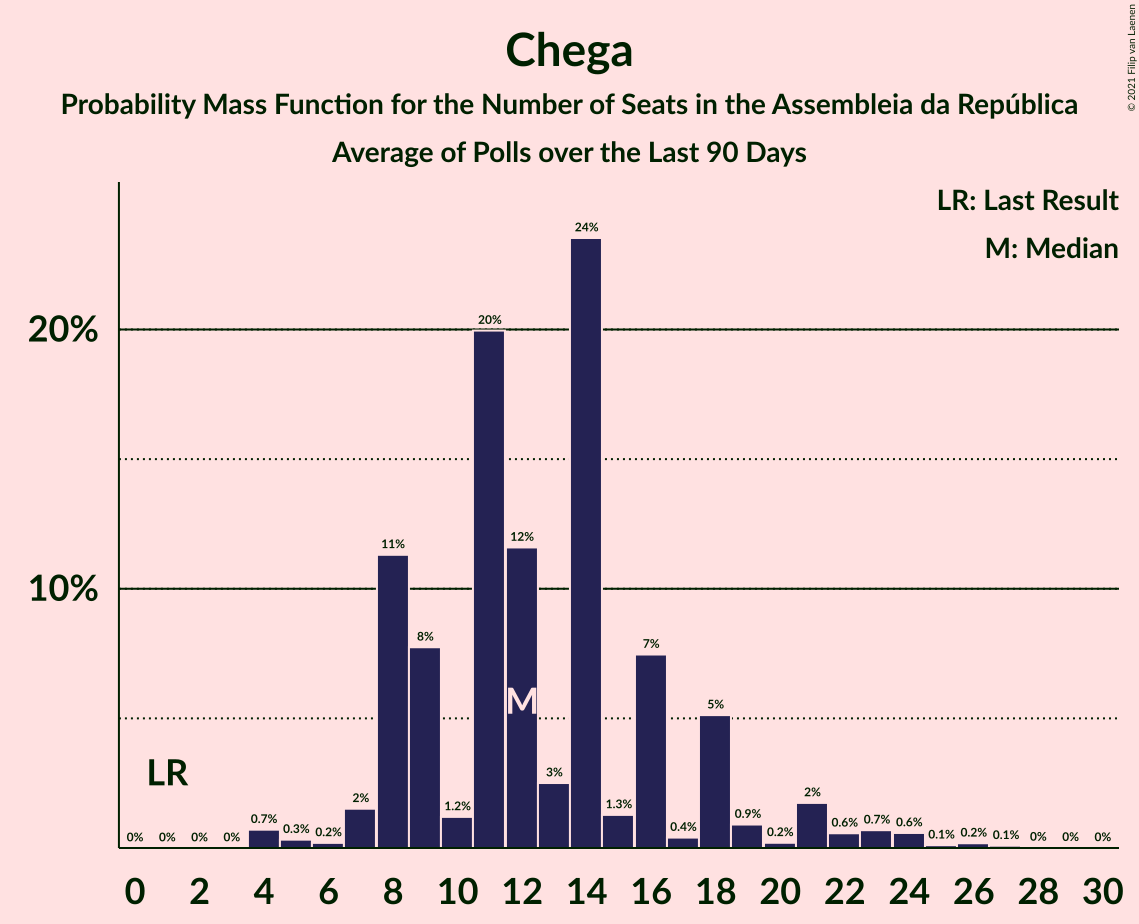 Chega
Probability Mass Function for the Number of Seats in the Assembleia da República
Average of Polls over the Last 90 Days
© 2021 Filip van Laenen
LR: Last Result
M: Median
20%
10%
0% 0% 0% 0% 0.7% 0.3% 0.2% 2% 11% 8% 1.2% 20% 12% 3% 24% 1.3% 7% 0.4% 5% 0.9% 0.2% 2% 0.6% 0.7% 0.6% 0.1% 0.2% 0.1% 0% 0% 0%
LR
M
0 2 4 6 8 10 12 14 16 18 20 22 24 26 28 30